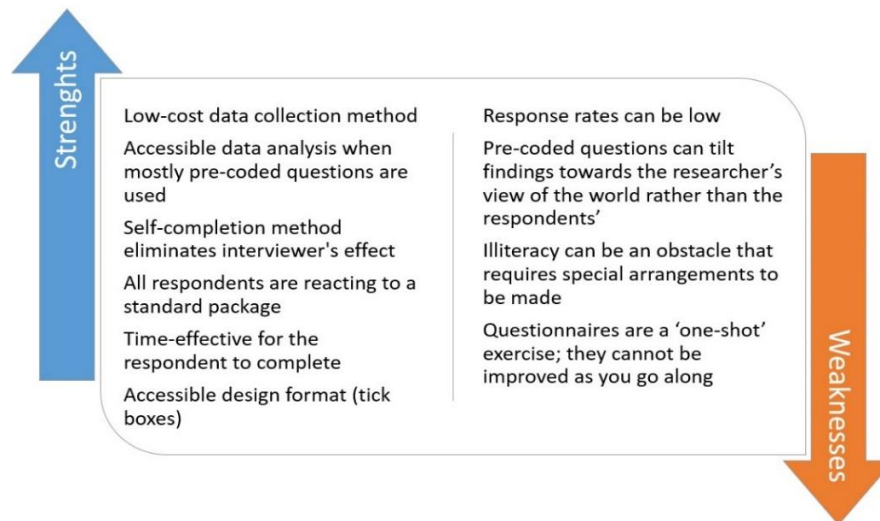 Strenghts
Low-cost data collection method
Accessible data analysis when
mostly pre-coded questions are
used
Self-completion method
eliminates interviewer's effect
All respondents are reacting to a
standard package
Time-effective for the
respondent to complete
Accessible design format (tick
boxes)
Response rates can be low
Pre-coded questions can tilt
findings towards the researcher’s
view of the world rather than the
respondents’
Illiteracy can be an obstacle that
requires special arrangements to
be made
Questionnaires are a ‘one-shot’
exercise; they cannot be
improved as you go along
Weaknesses